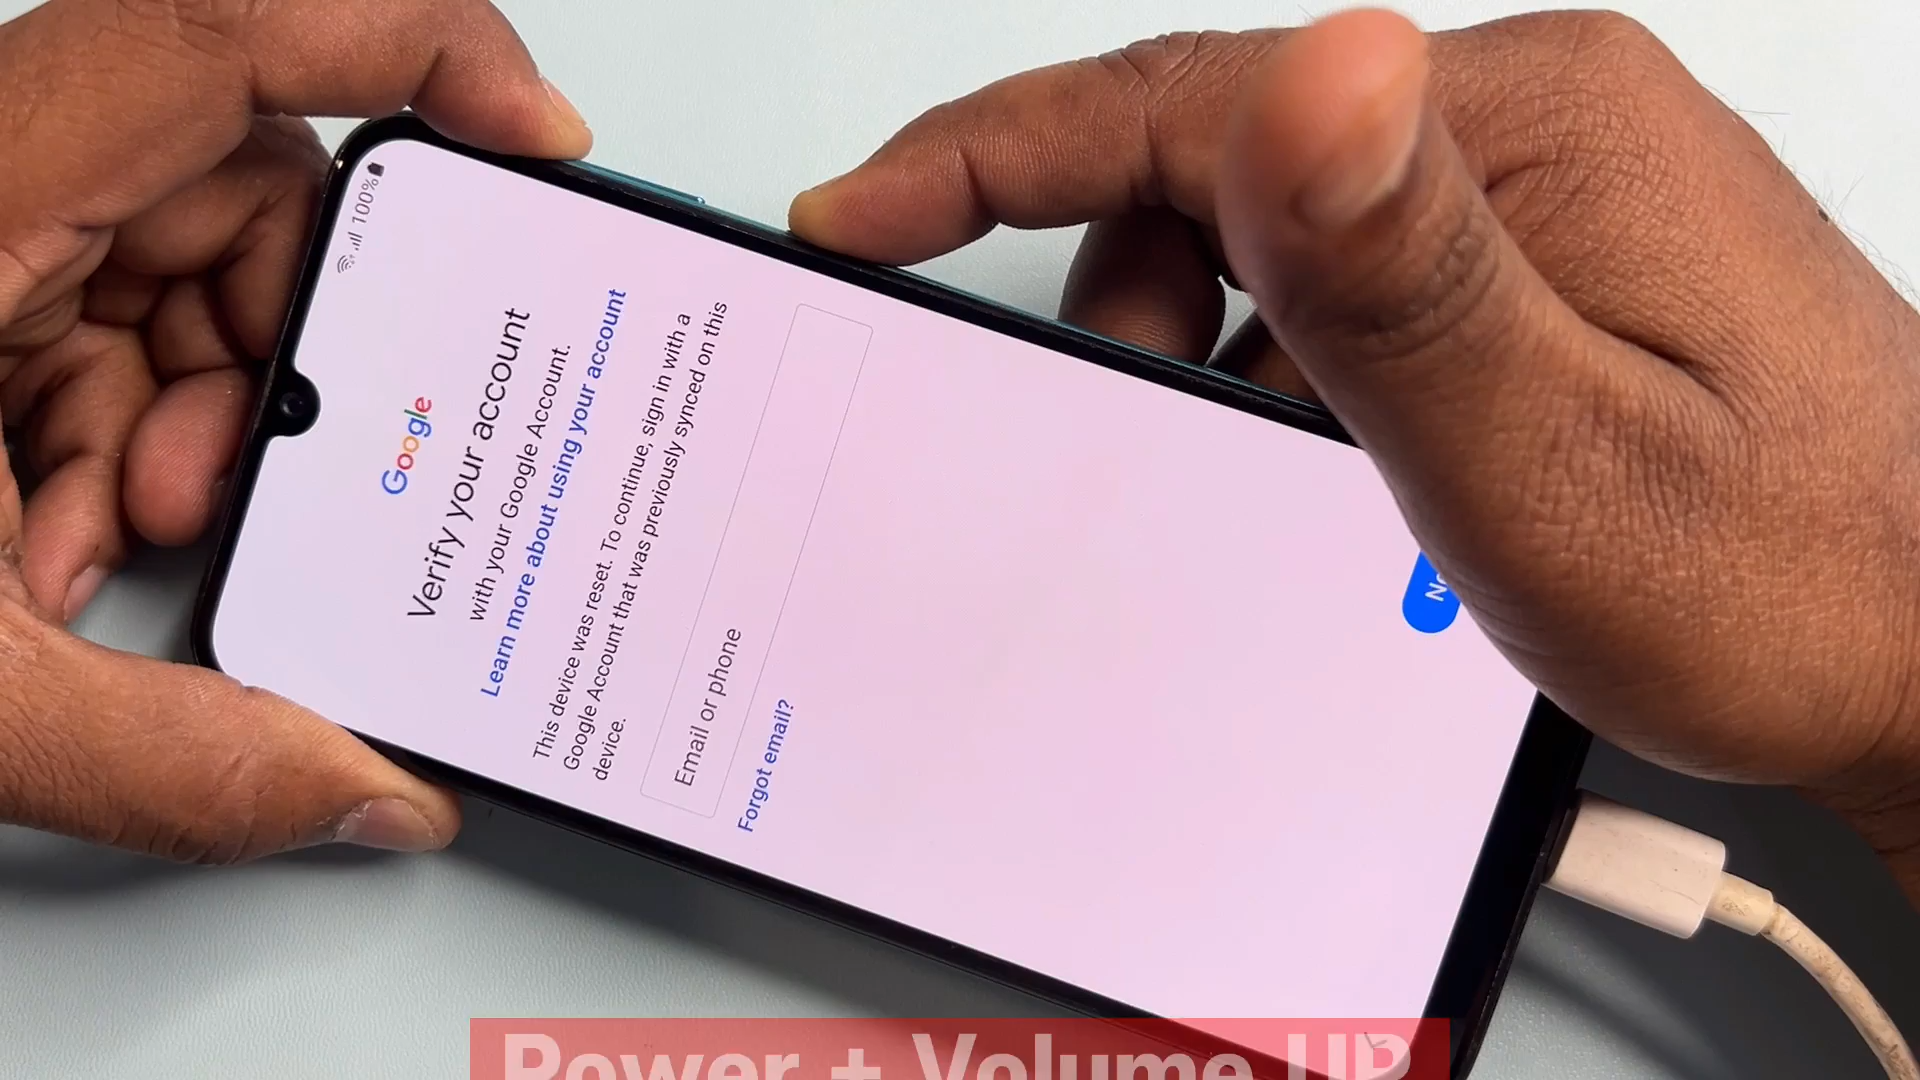 100%
Google
Verify your account
with your Google Account.
Learn more about using your account
This device was reset. To continue, sign in with a
Google Account that was previously synced on this
device.
Email or phone
Forgot email?
Power + Volume UP